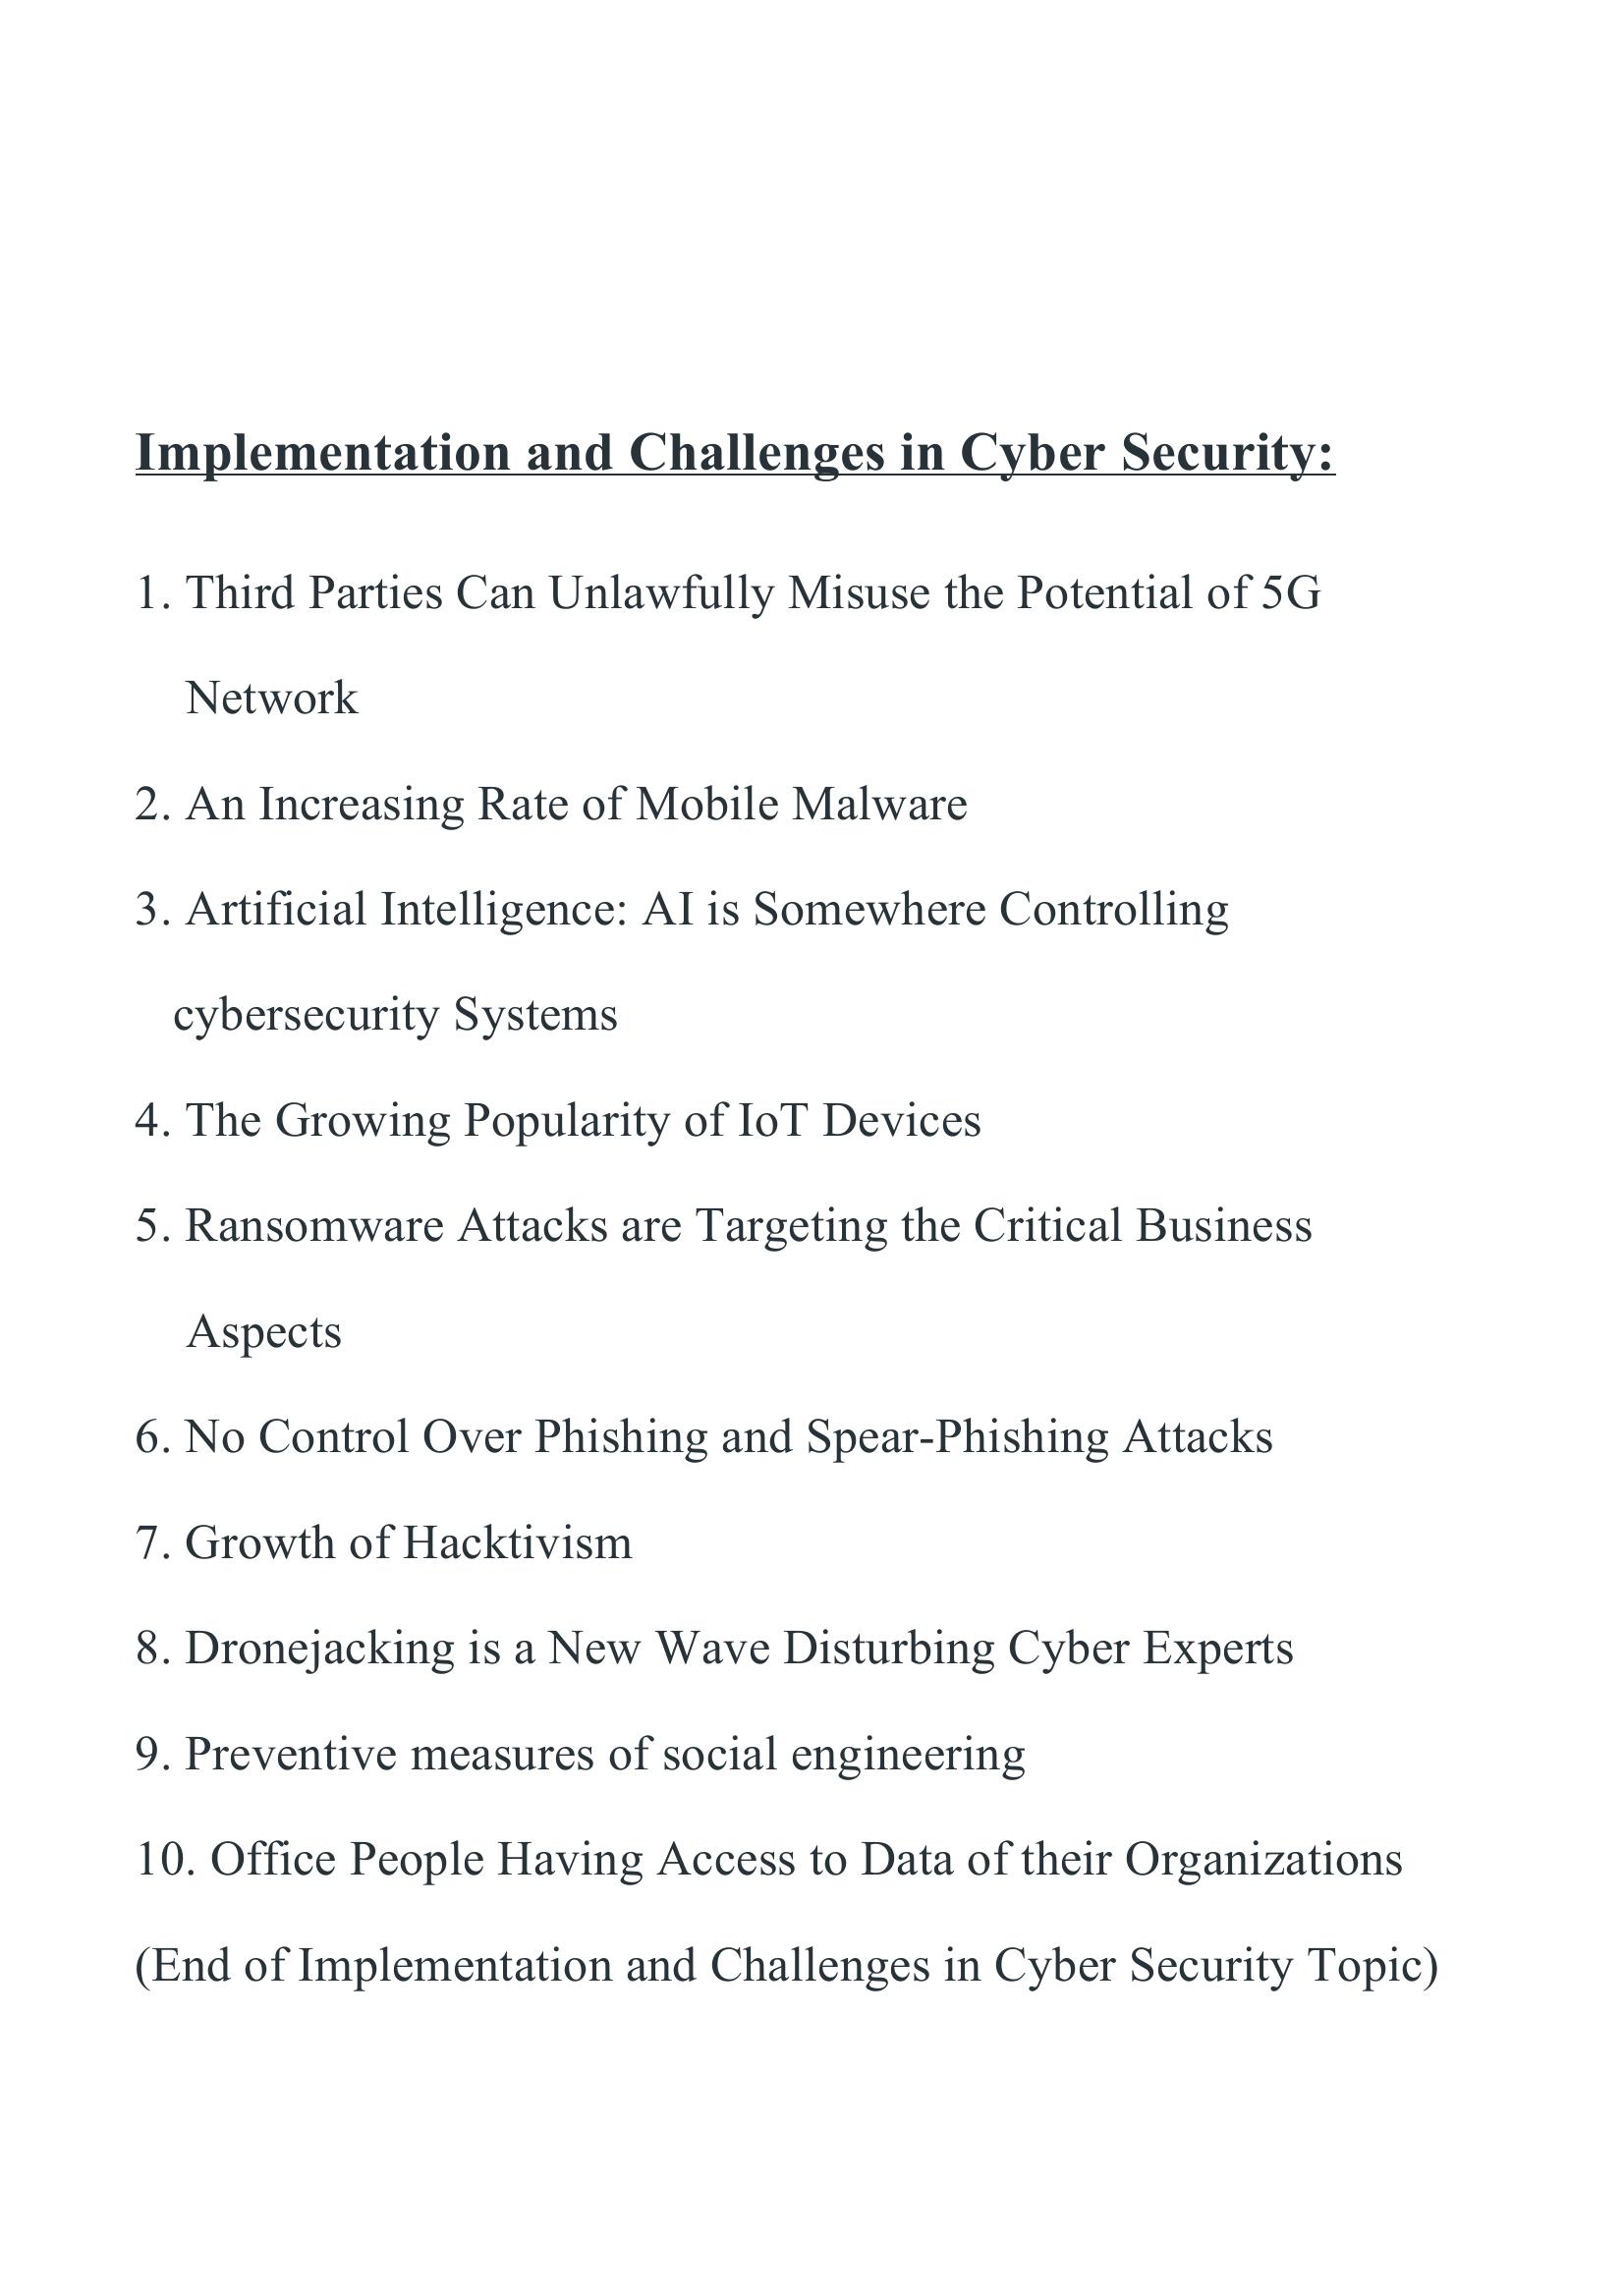 Implementation and Challenges in Cyber Security:
1. Third Parties Can Unlawfully Misuse the Potential of 5G
Network
2. An Increasing Rate of Mobile Malware
3. Artificial Intelligence: AI is Somewhere Controlling
cybersecurity Systems
4. The Growing Popularity of IoT Devices
5. Ransomware Attacks are Targeting the Critical Business
Aspects
6. No Control Over Phishing and Spear-Phishing Attacks
7. Growth of Hacktivism
8. Dronejacking is a New Wave Disturbing Cyber Experts
9. Preventive measures of social engineering
10. Office People Having Access to Data of their Organizations
(End of Implementation and Challenges in Cyber Security Topic)